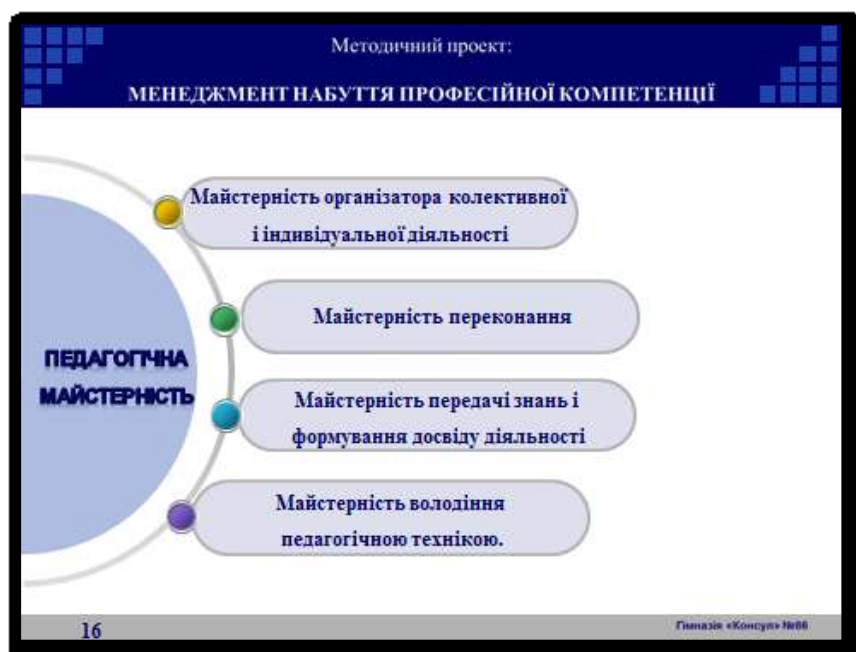 Методичний проект:
МЕНЕДЖМЕНТ НАБУТТЯ ПРОФЕСІЙНОЇ КОМПЕТЕНЦІЇ
Майстерність організатора колективної
і індивідуальної діяльності
Майстерність переконання
ПЕДАГОГІЧНА
МАЙСТЕРНІСТЬ
Майстерність передачі знань і
формування досвіду діяльності
Майстерність володіння
педагогічною технікою.
16
Гімназія «Консул» №86